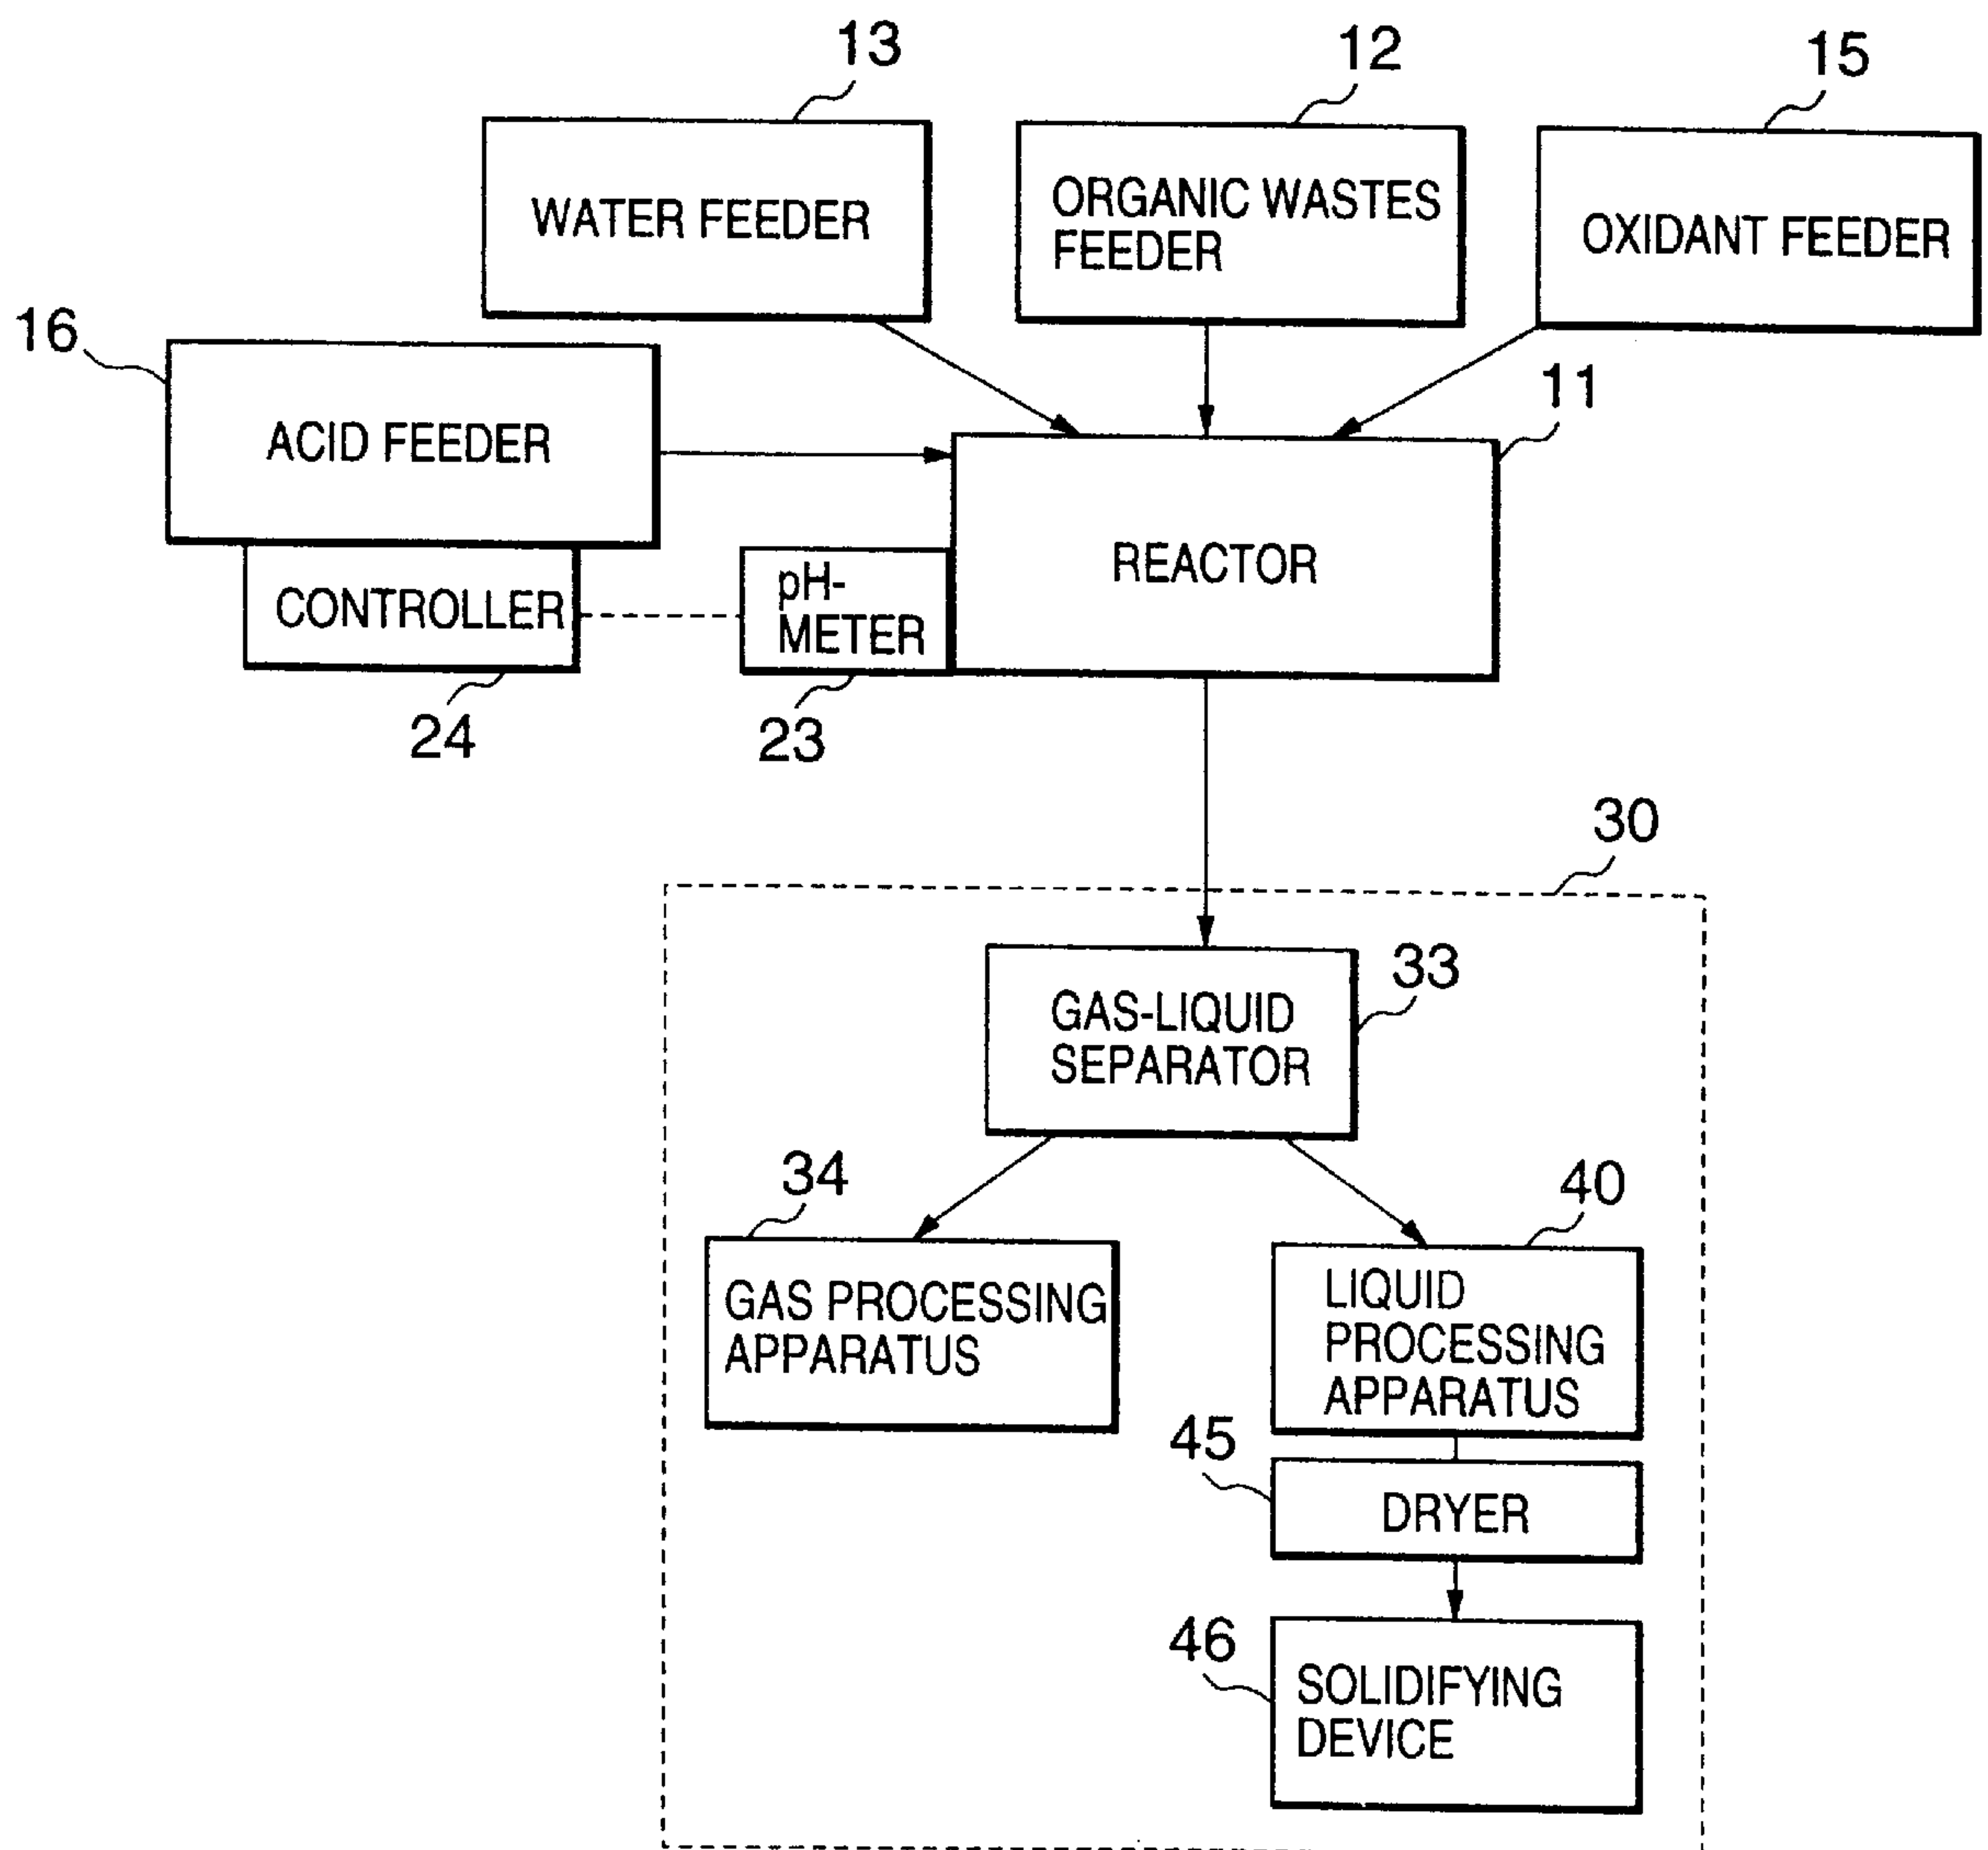 13
12
15
WATER FEEDER
ORGANIC WASTES
FEEDER
OXIDANT FEEDER
16
11
ACID FEEDER
REACTOR
CONTROLLER
pH-
METER
24
23
30
33
GAS-LIQUID
SEPARATOR
34
40
GAS PROCESSING
APPARATUS
LIQUID
PROCESSING
APPARATUS
45
DRYER
46
SOLIDIFYING
DEVICE